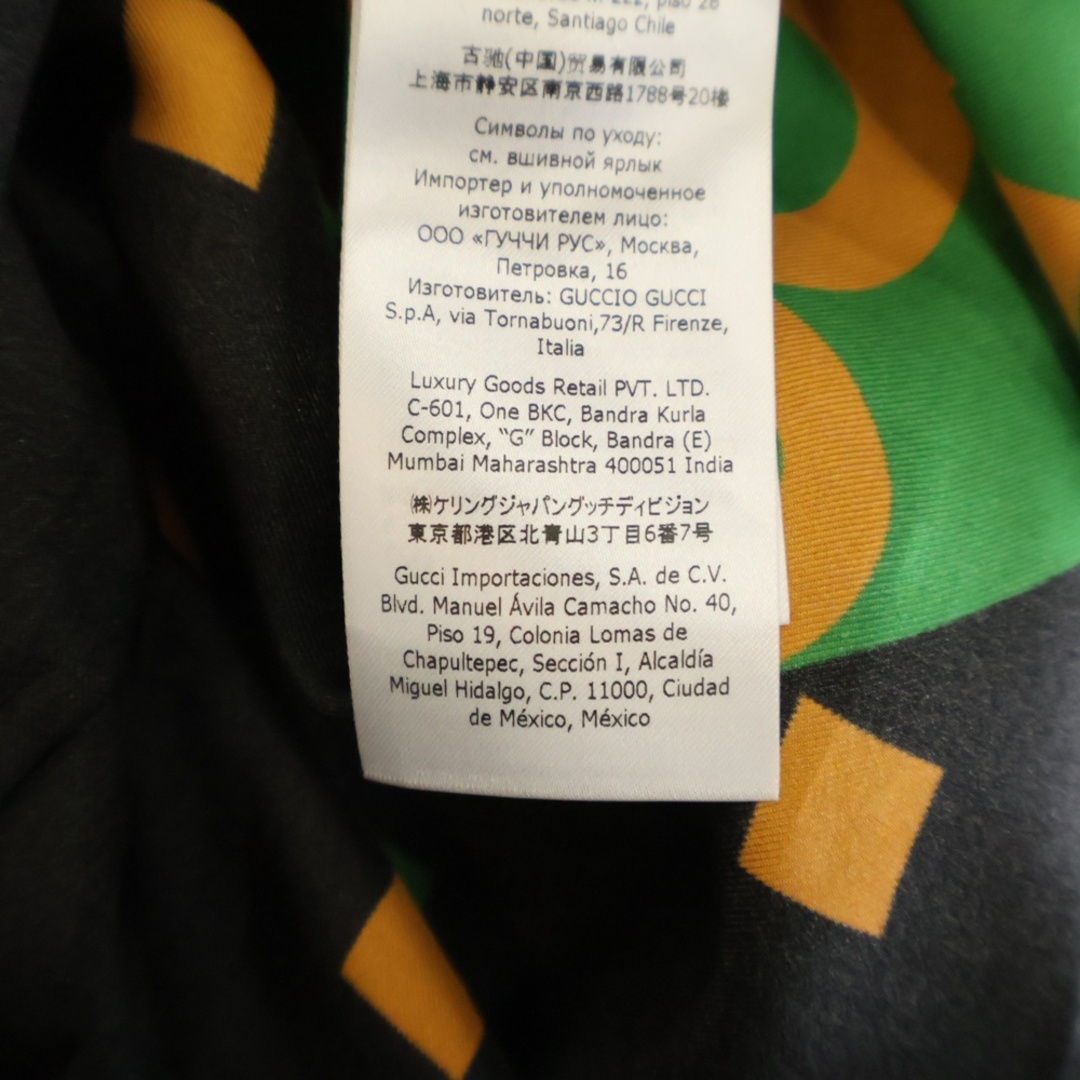 222, piso 28
norte, Santiago Chile
古驰(中国)贸易有限公司
上海市静安区南京西路1788号20楼
Символы по уходу:
см. вшивной ярлык
Импортер и уполномоченное
изготовителем лицо:
ООО «ГУЧЧИ РУС», Москва,
Петровка, 16
Изготовитель: GUCCIO GUCCI
S.p.A, via Tornabuoni,73/R Firenze,
Italia
Luxury Goods Retail PVT. LTD.
C-601, One BKC, Bandra Kurla
Complex, “G” Block, Bandra (E)
Mumbai Maharashtra 400051 India
㈱ケリングジャパングッチディビジョン
東京都港区北青山3丁目6番7号
Gucci Importaciones, S.A. de C.V.
Blvd. Manuel Ávila Camacho No. 40,
Piso 19, Colonia Lomas de
Chapultepec, Sección I, Alcaldía
Miguel Hidalgo, C.P. 11000, Ciudad
de México, México